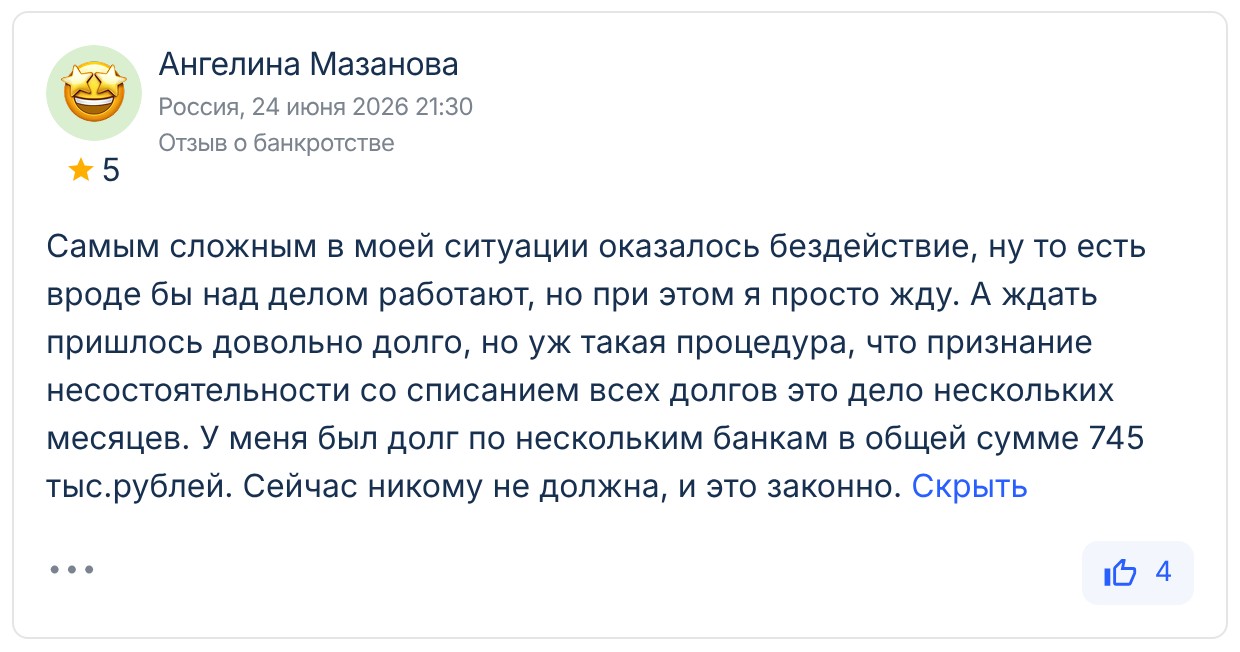 Ангелина Мазанова
Россия, 24 июня 2026 21:30
Отзыв о банкротстве
5
Самым сложным в моей ситуации оказалось бездействие, ну то есть
вроде бы над делом работают, но при этом я просто жду. А ждать
пришлось довольно долго, но уж такая процедура, что признание
несостоятельности со списанием всех долгов это дело нескольких
месяцев. У меня был долг по нескольким банкам в общей сумме 745
тыс.рублей. Сейчас никому не должна, и это законно. Скрыть
4